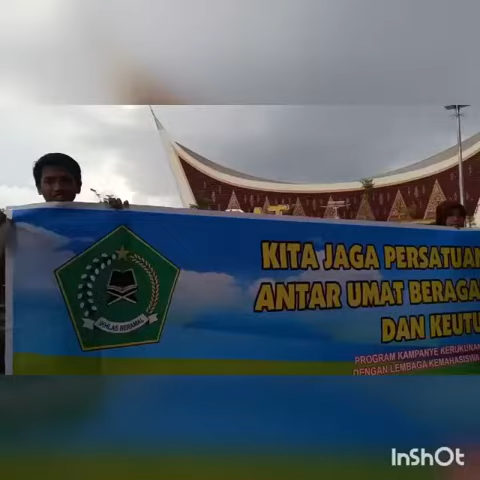 KITA JAGA PERSATUAN
ANTAR UMAT BERAGA
DAN KEUTU
PROGRAM KAMPANYE KERUKUNAN
DENGAN LEMBAGA KEMAHASISWA
IKHLAS BERAMAL
InShOt